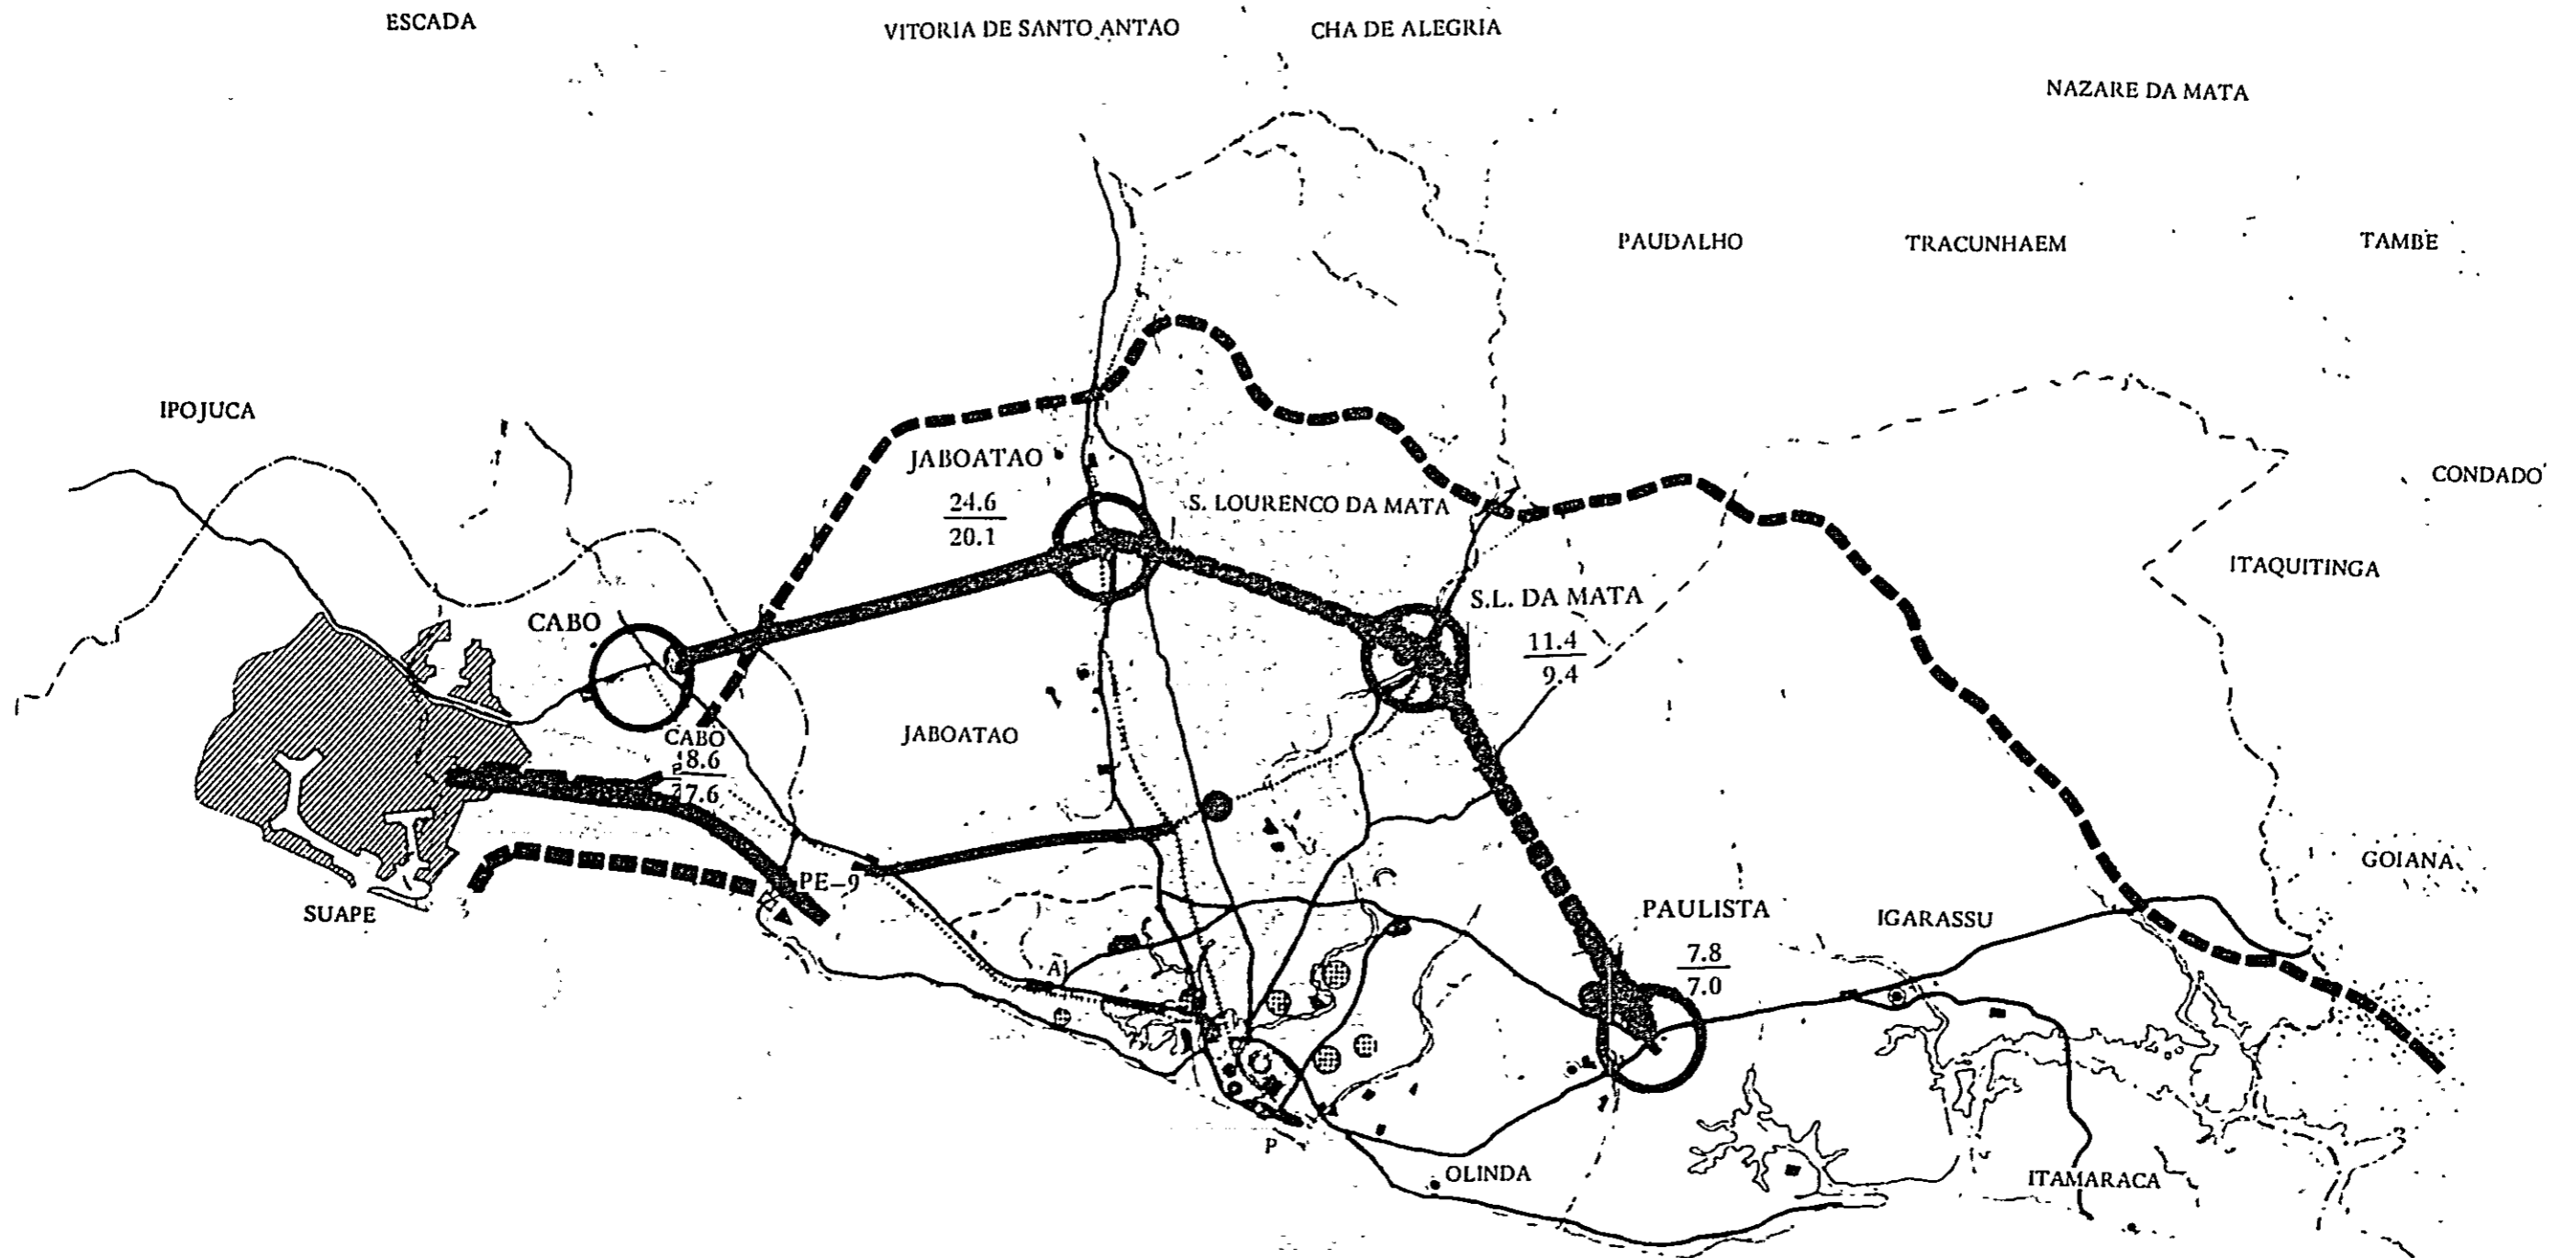 ESCADA
VITORIA DE SANTO ANTAO
CHA DE ALEGRIA
NAZARE DA MATA
PAUDALHO
TRACUNHAEM
TAMBE
IPOJUCA
JABOATAO
24.6
20.1
S. LOURENCO DA MATA
CONDADO
ITAQUITINGA
CABO
S.L. DA MATA
11.4
9.4
CABO
8.6
7.6
JABOATAO
PE-9
SUAPE
GOIANA
PAULISTA
7.8
7.0
IGARASSU
A
P
OLINDA
ITAMARACA